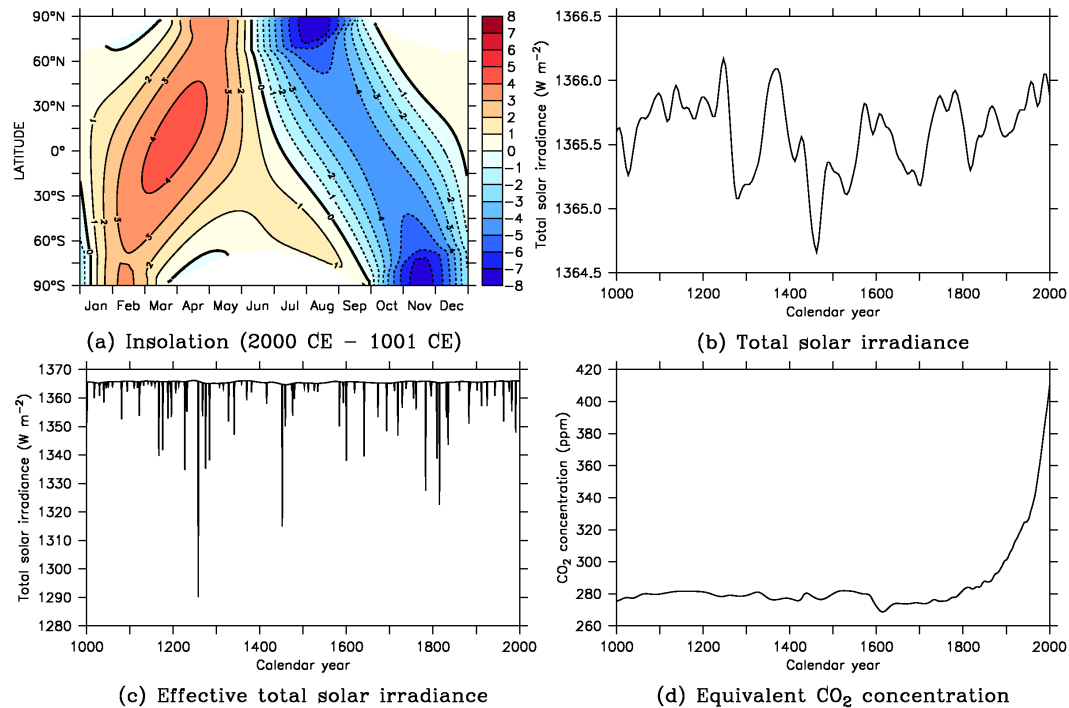 90°N
60°N
30°N
0°
30°S
60°S
90°S
LATITUDE
Jan Feb Mar Apr May Jun Jul Aug Sep Oct Nov Dec
8
7
6
5
4
3
2
1
0
-1
-2
-3
-4
-5
-6
-7
-8
(a) Insolation (2000 CE − 1001 CE)
1366.5
1366.0
1365.5
1365.0
1364.5
Total solar irradiance (W m⁻²)
1000 1200 1400 1600 1800 2000
Calendar year
(b) Total solar irradiance
1370
1360
1350
1340
1330
1320
1310
1300
1290
1280
Total solar irradiance (W m⁻²)
1000 1200 1400 1600 1800 2000
Calendar year
(c) Effective total solar irradiance
420
400
380
360
340
320
300
280
260
CO₂ concentration (ppm)
1000 1200 1400 1600 1800 2000
Calendar year
(d) Equivalent CO₂ concentration